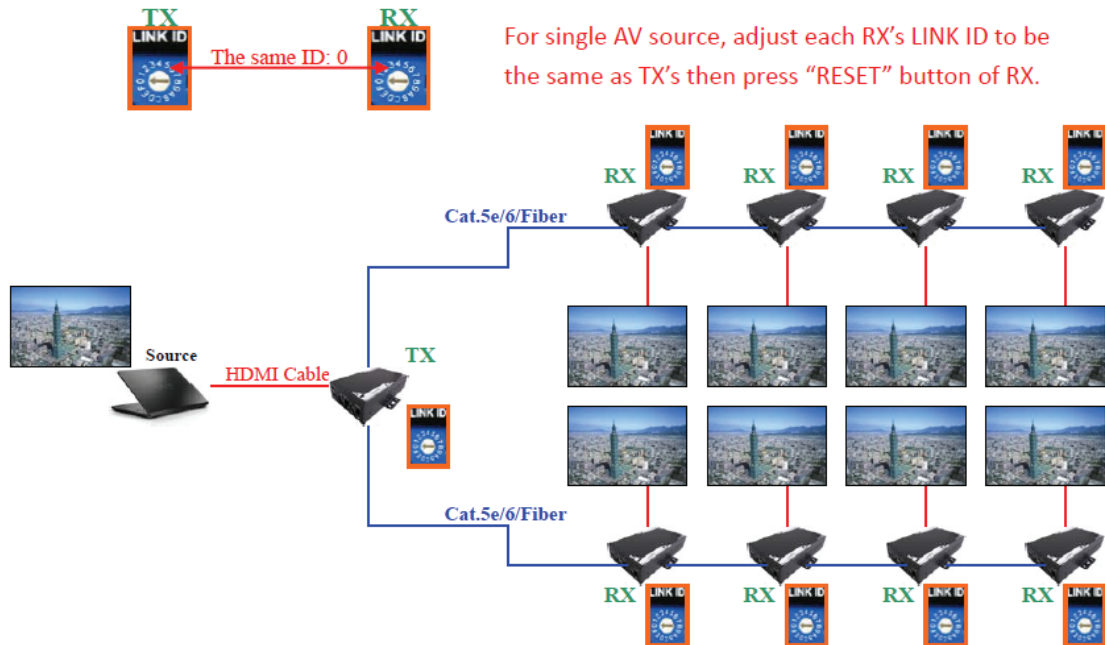 TX
RX
LINK ID
LINK ID
The same ID: 0
For single AV source, adjust each RX's LINK ID to be
the same as TX's then press “RESET” button of RX.
LINK ID
LINK ID
LINK ID
LINK ID
RX
RX
RX
RX
Cat.5e/6/Fiber
Source
HDMI Cable
TX
LINK ID
Cat.5e/6/Fiber
RX
RX
RX
RX
LINK ID
LINK ID
LINK ID
LINK ID